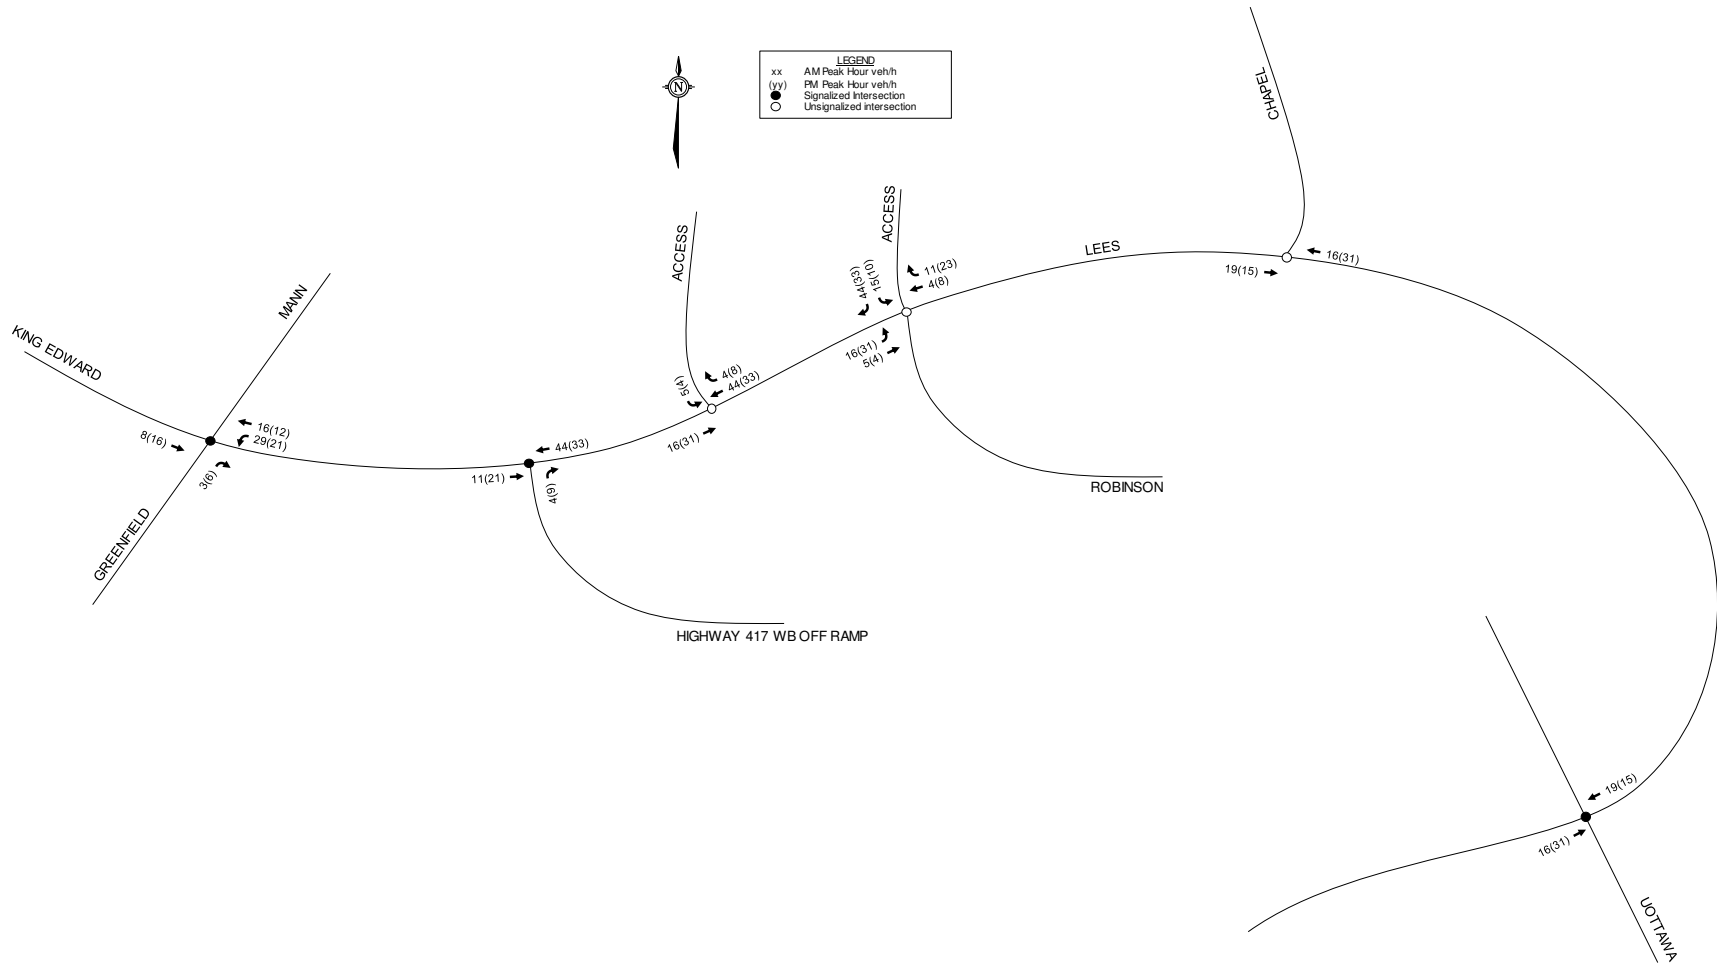 CHAPEL
N
LEGEND
xx AM Peak Hour veh/h
(yy) PM Peak Hour veh/h
Signalized Intersection
Unsignalized intersection
ACCESS
ACCESS
LEES
16(31)
19(15)
44(33)
15(10)
11(23)
4(8)
16(31)
5(4)
MANN
KING EDWARD
5(4)
4(8)
44(33)
16(31)
8(16)
16(12)
29(21)
3(6)
44(33)
11(21)
4(9)
ROBINSON
GREENFIELD
HIGHWAY 417 WB OFF RAMP
19(15)
16(31)
UOTTAWA